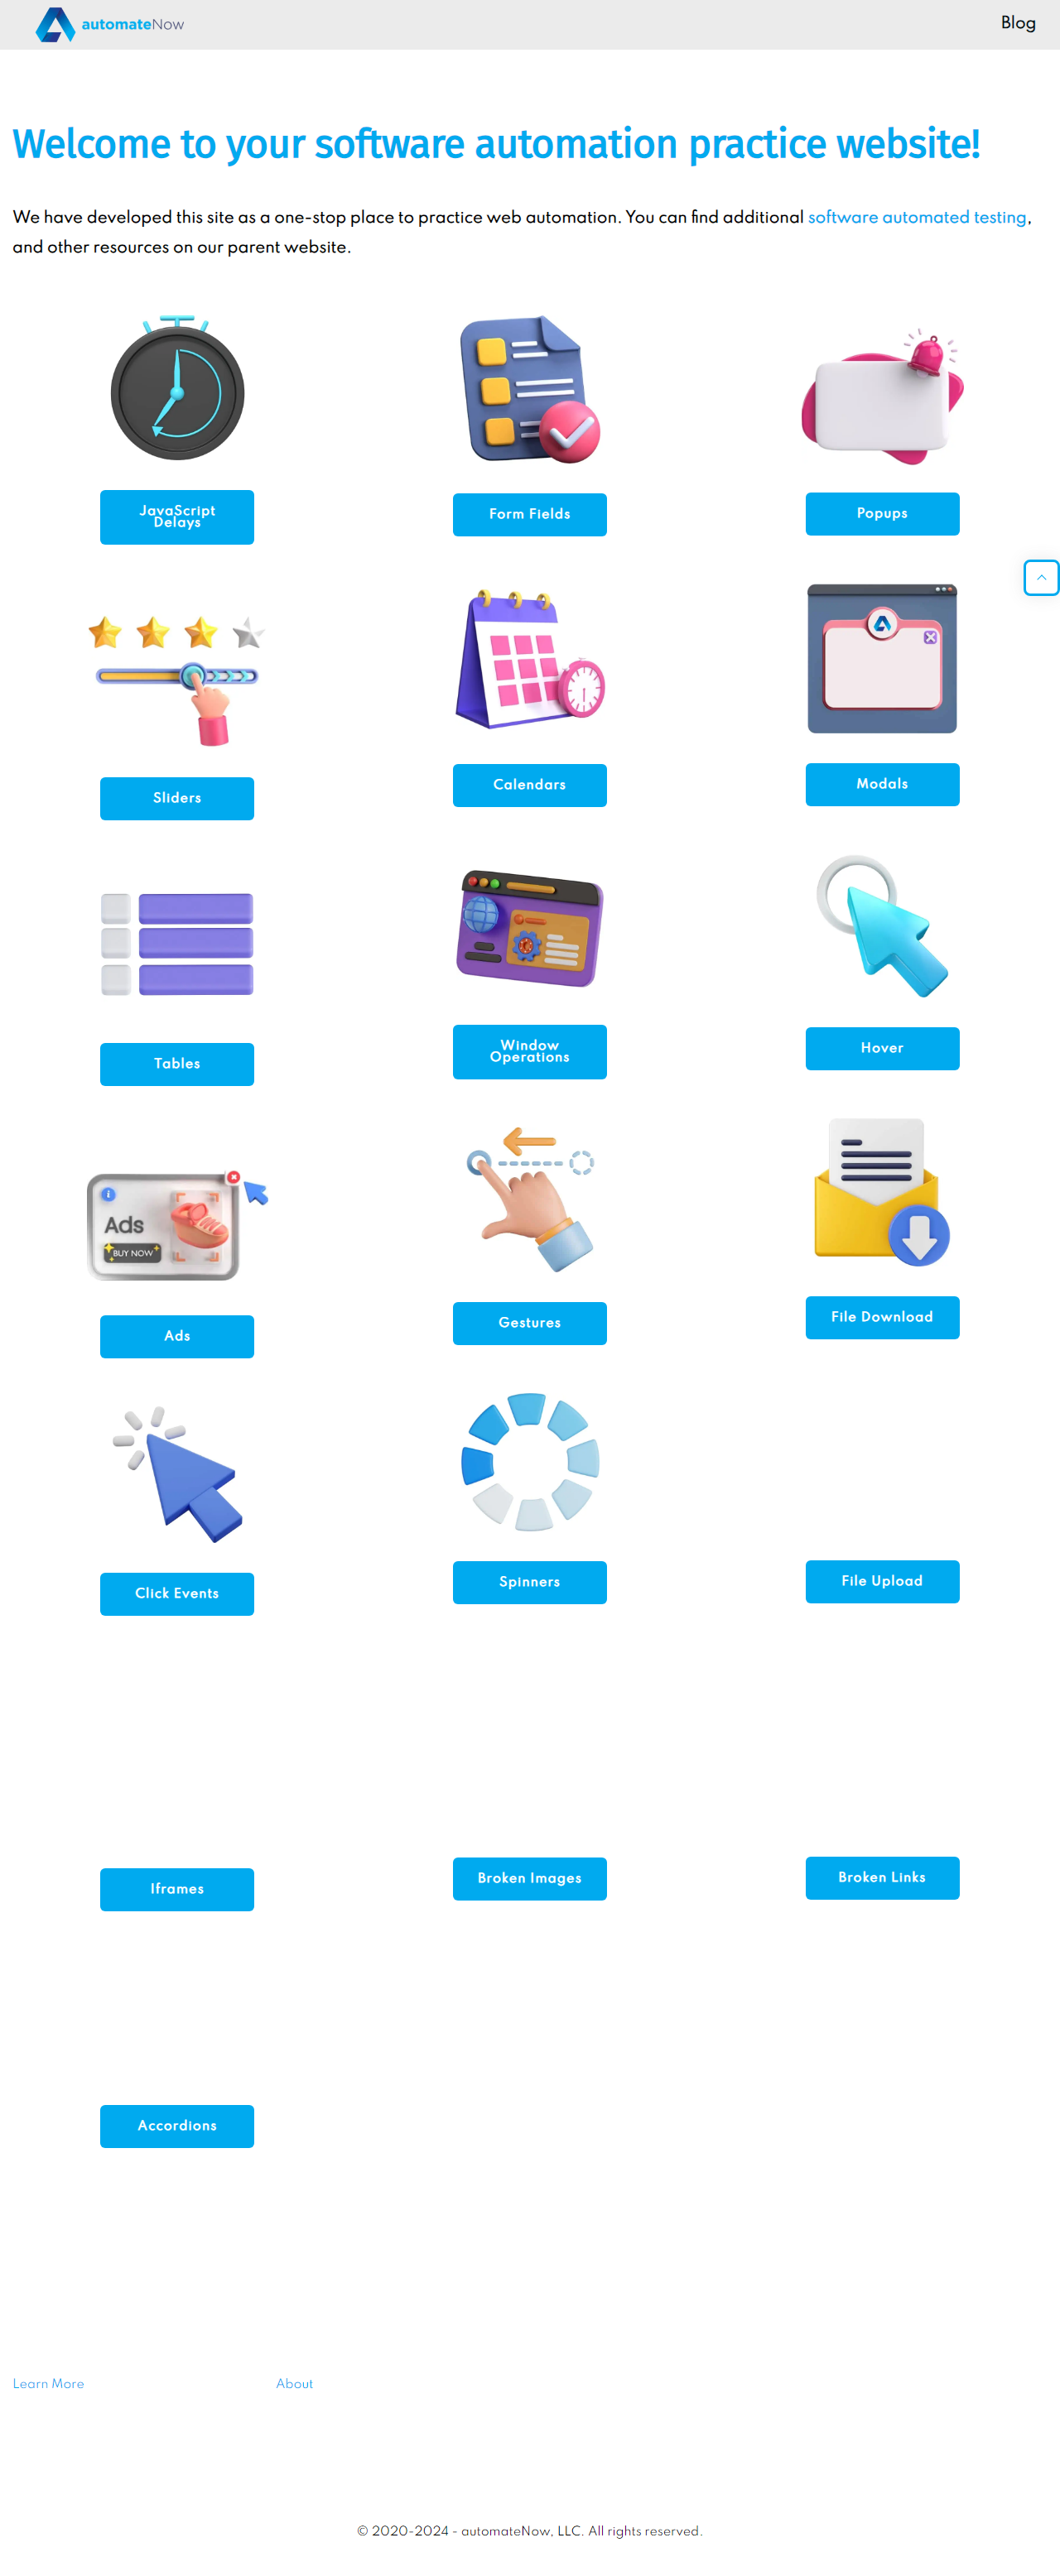 automateNow
Blog
Welcome to your software automation practice website!
We have developed this site as a one-stop place to practice web automation. You can find additional software automated testing,
and other resources on our parent website.
JavaScript
Delays
Form Fields
Popups
Sliders
Calendars
Modals
Tables
Window
Operations
Hover
Ads
BUY NOW
Ads
Gestures
File Download
Click Events
Spinners
File Upload
Iframes
Broken Images
Broken Links
Accordions
Learn More
About
© 2020-2024 - automateNow, LLC. All rights reserved.